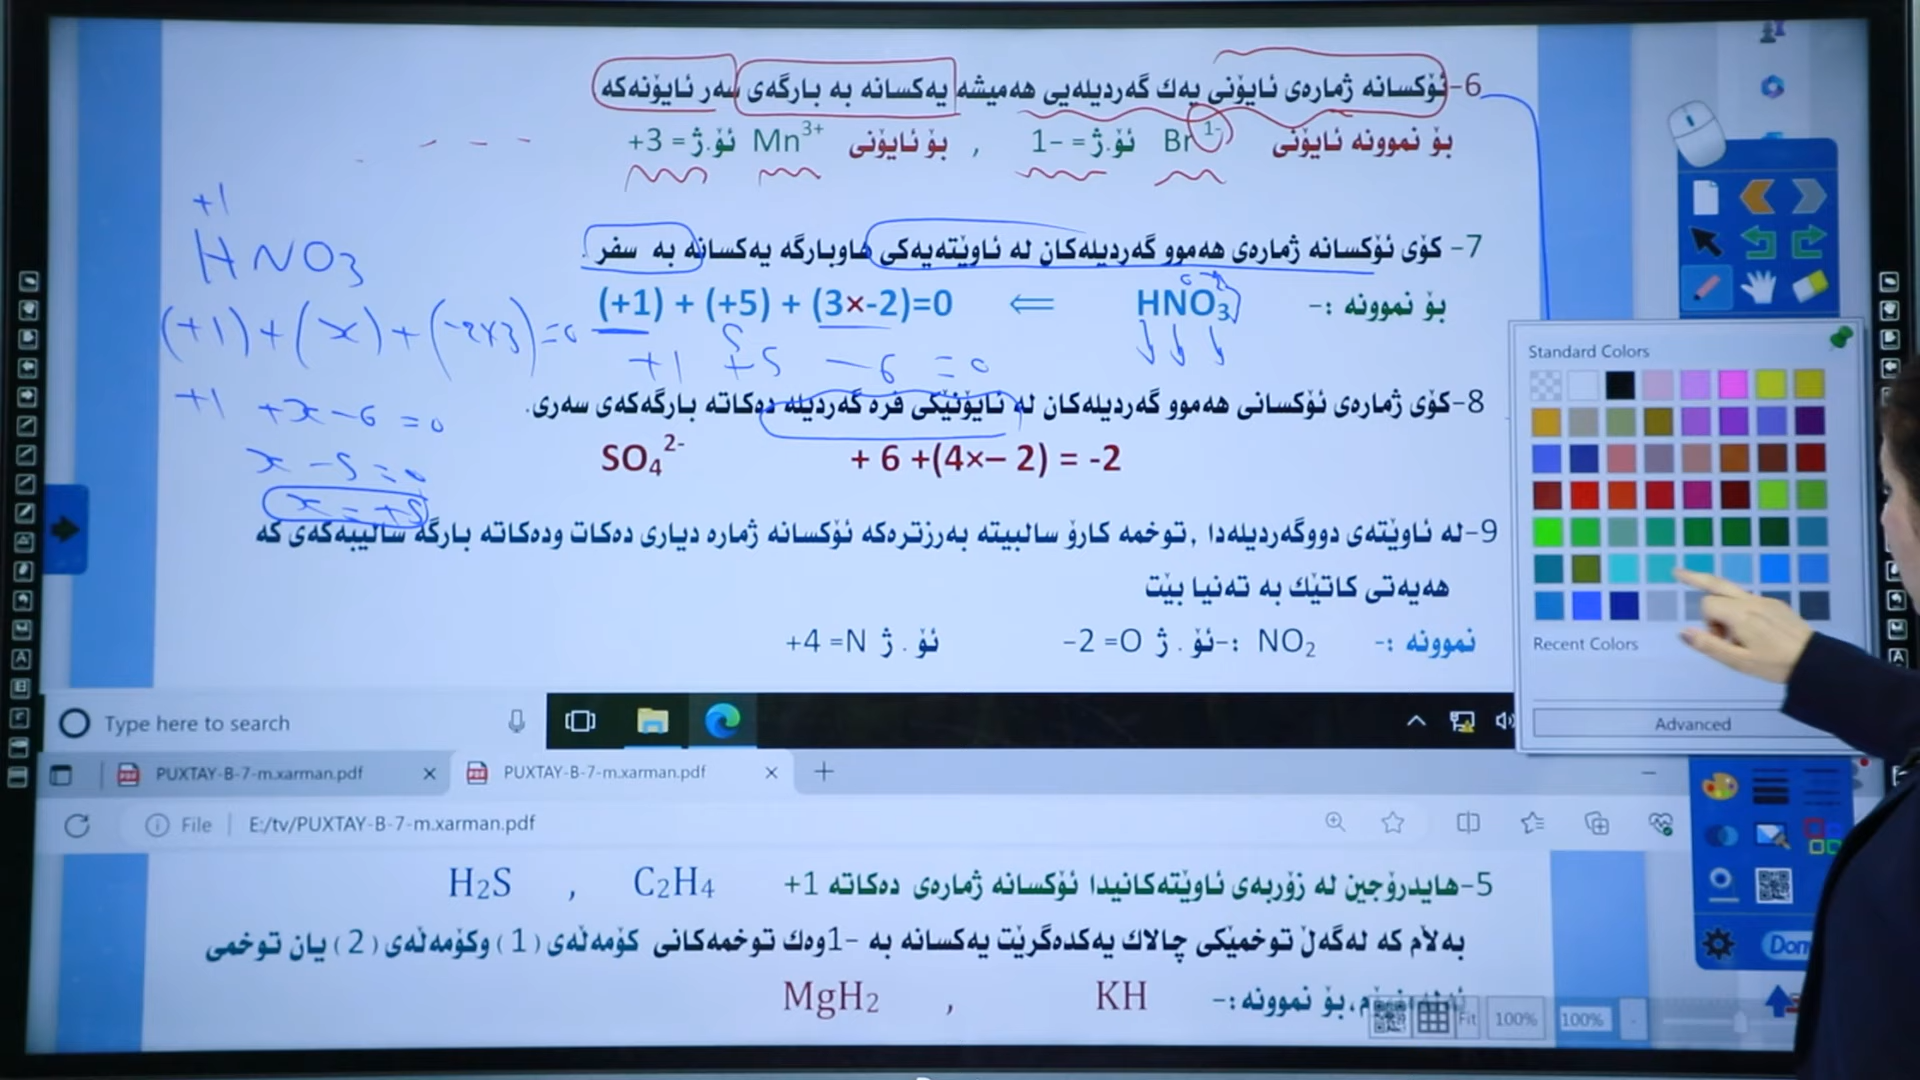 6- ئۆکسانە ژمارەی ئایۆنی یەك گەردیلەیی هەمیشە یەکسانە بە بارگەی سەر ئایۆنەکە
بۆ نموونە ئایۆنی Br1- ئۆ.ژ = -1 , بۆ ئایۆنی Mn3+ ئۆ.ژ = 3+
7- کۆی ئۆکسانە ژمارەی هەموو گەردیلەکان لە ئاوێتەیەکی هاوبارگە یەکسانە بە سفر .
بۆ نموونە :- HNO3 ⇐ (+1) + (+5) + (3×-2)=0
+1 +5 -6 =0
+1
HNO3
(+1)+(x)+(-2×3)=0
+1 +x-6=0
x-5=0
x=+5
8-کۆی ژمارەی ئۆکسانی هەموو گەردیلەکان لە ئایۆنێکی فرە گەردیلە دەکاتە بارگەکەی سەری.
SO4 2- + 6 +(4×– 2) = -2
9-لە ئاوێتەی دووگەردیلەدا ,توخمە کارۆ سالبیتە بەرزترەکە ئۆکسانە ژمارە دیاری دەکات ودەکاتە بارگە سالیبەکەی کە
هەیەتی کاتێك بە تەنیا بێت
نموونە :- NO2 :-ئۆ . ژ O= 2- ئۆ . ژ N= 4+
Standard Colors
Recent Colors
Advanced
Type here to search
PUXTAY-B-7-m.xarman.pdf
PUXTAY-B-7-m.xarman.pdf
File E:/tv/PUXTAY-B-7-m.xarman.pdf
5-هایدرۆجین لە زۆربەی ئاوێتەکانیدا ئۆکسانە ژمارەی دەکاتە 1+ C2H4 , H2S
بەلام کە لەگەڵ توخمێکی چالاك یەکدەگرێت یەکسانە بە -1وەك توخمەکانی کۆمەڵەی (1) وکۆمەڵەی (2) یان توخمی
بۆ نموونە:- KH , MgH2
Fit 100% 100%